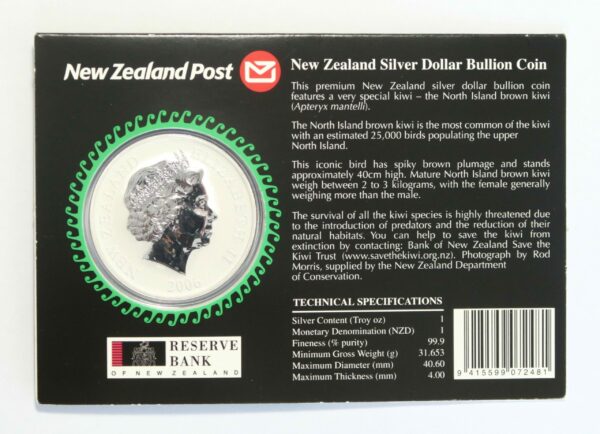 New Zealand Post
NEW ZEALAND ELIZABETH II
2006
RESERVE
BANK
OF NEW ZEALAND
New Zealand Silver Dollar Bullion Coin
This premium New Zealand silver dollar bullion coin
features a very special kiwi – the North Island brown kiwi
(Apteryx mantelli).
The North Island brown kiwi is the most common of the kiwi
with an estimated 25,000 birds populating the upper
North Island.
This iconic bird has spiky brown plumage and stands
approximately 40cm high. Mature North Island brown kiwi
weigh between 2 to 3 kilograms, with the female generally
weighing more than the male.
The survival of all the kiwi species is highly threatened due
to the introduction of predators and the reduction of their
natural habitats. You can help to save the kiwi from
extinction by contacting: Bank of New Zealand Save the
Kiwi Trust (www.savethekiwi.org.nz). Photograph by Rod
Morris, supplied by the New Zealand Department
of Conservation.
TECHNICAL SPECIFICATIONS
Silver Content (Troy oz) 1
Monetary Denomination (NZD) 1
Fineness (% purity) 99.9
Minimum Gross Weight (g) 31.653
Maximum Diameter (mm) 40.60
Maximum Thickness (mm) 4.00
9 415599 072481